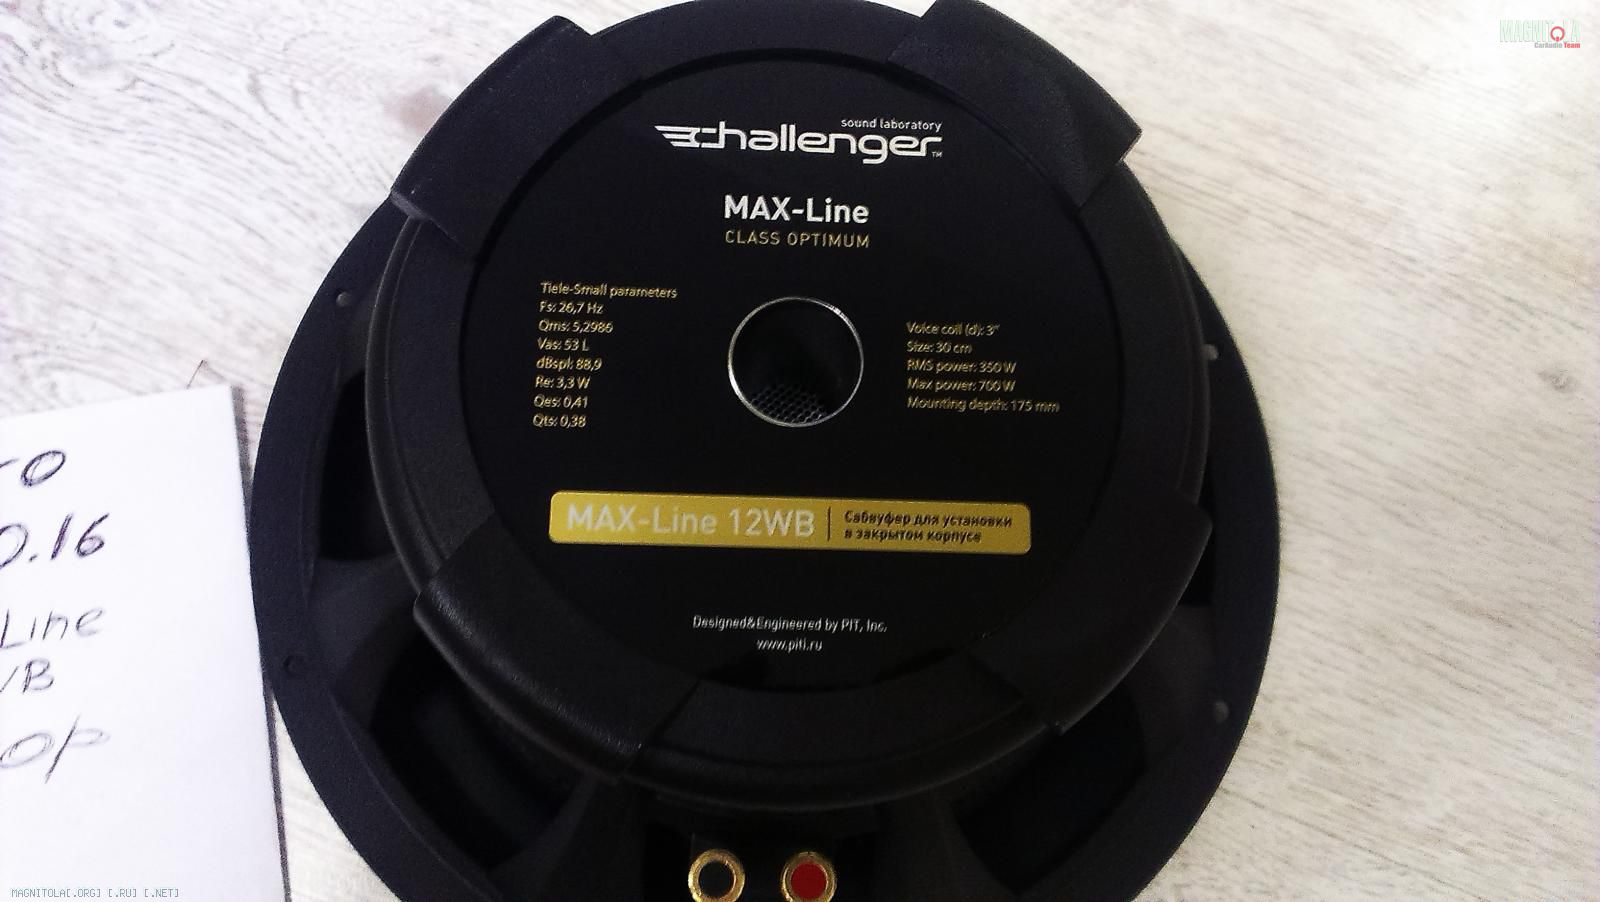 MAGNITOLA
CarAudio Team
sound laboratory
challenger™
MAX-Line
CLASS OPTIMUM
Tiele-Small parameters
Fs: 26,7 Hz
Qms: 5,2986
Vas: 53 L
dBspl: 88,9
Re: 3,3 W
Qes: 0,41
Qts: 0,38
Voice coil (d): 3"
Size: 30 cm
RMS power: 350 W
Max power: 700 W
Mounting depth: 175 mm
MAX-Line 12WB
Сабвуфер для установки
в закрытом корпусе
Designed&Engineered by PIT, Inc.
www.piti.ru
0.16
Line
MAGNITOLA[.ORG] [.RU] [.NET]